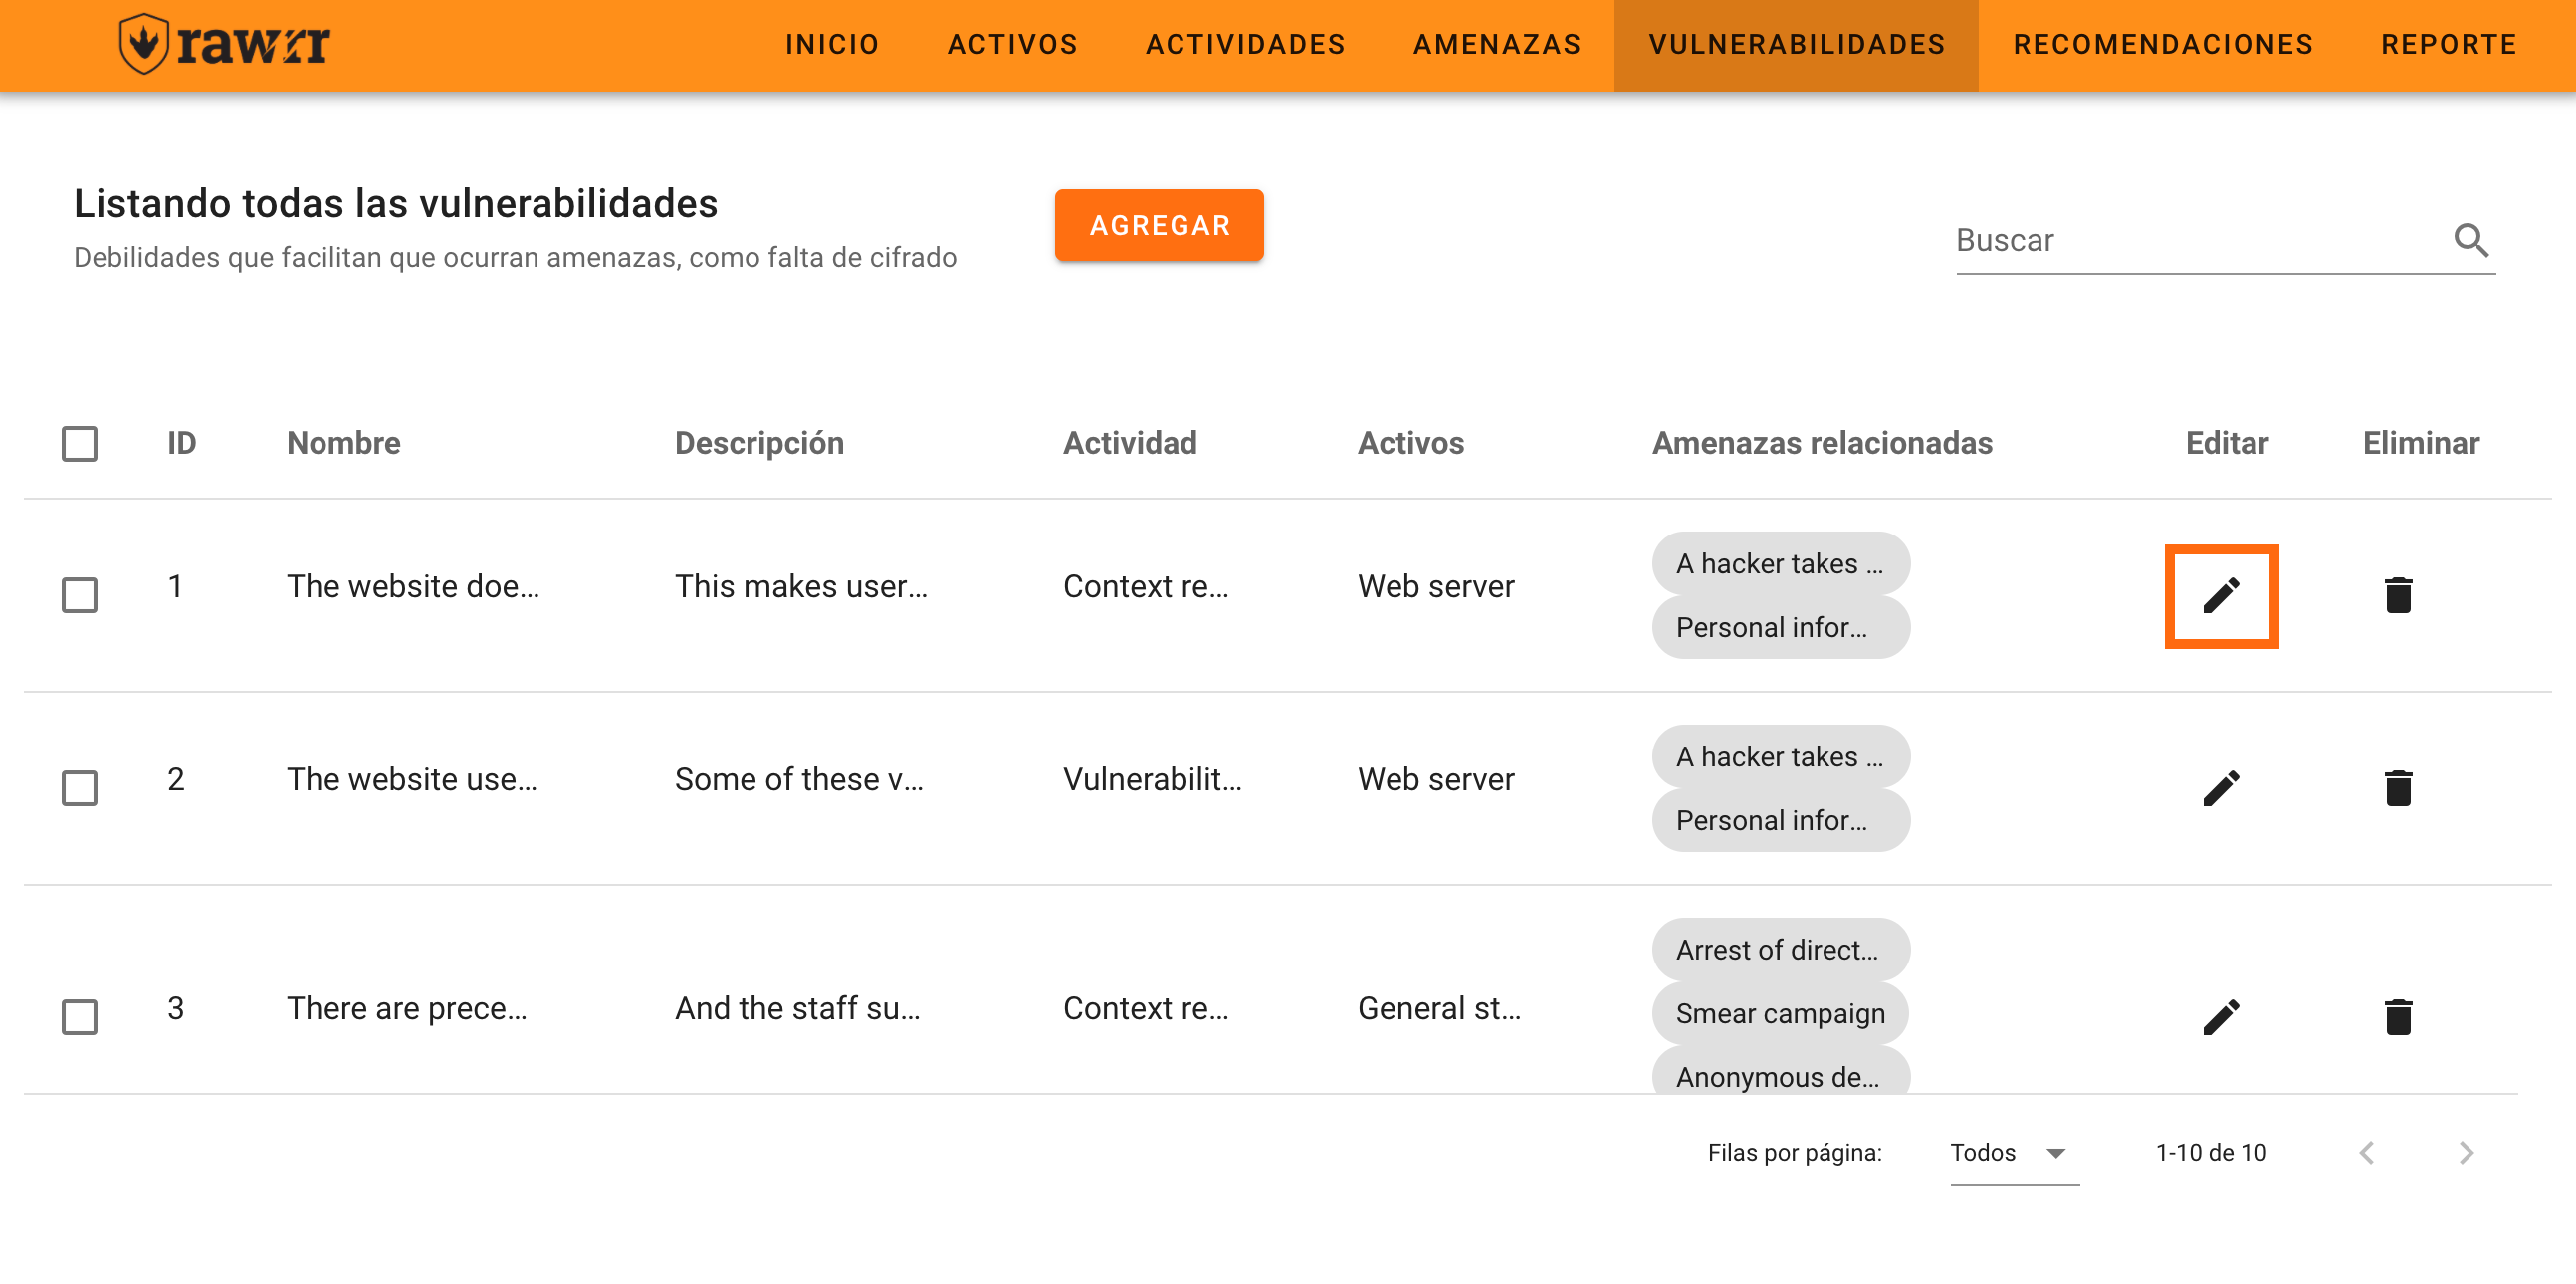 rawrr
INICIO ACTIVOS ACTIVIDADES AMENAZAS VULNERABILIDADES RECOMENDACIONES REPORTE
Listando todas las vulnerabilidades
Debilidades que facilitan que ocurran amenazas, como falta de cifrado
AGREGAR
Buscar
ID Nombre Descripción Actividad Activos Amenazas relacionadas Editar Eliminar
1 The website doe... This makes user... Context re... Web server
A hacker takes ...
Personal infor...
2 The website use... Some of these v... Vulnerabilit... Web server
A hacker takes ...
Personal infor...
3 There are prece... And the staff su... Context re... General st...
Arrest of direct...
Smear campaign
Anonymous de...
Filas por página: Todos 1-10 de 10